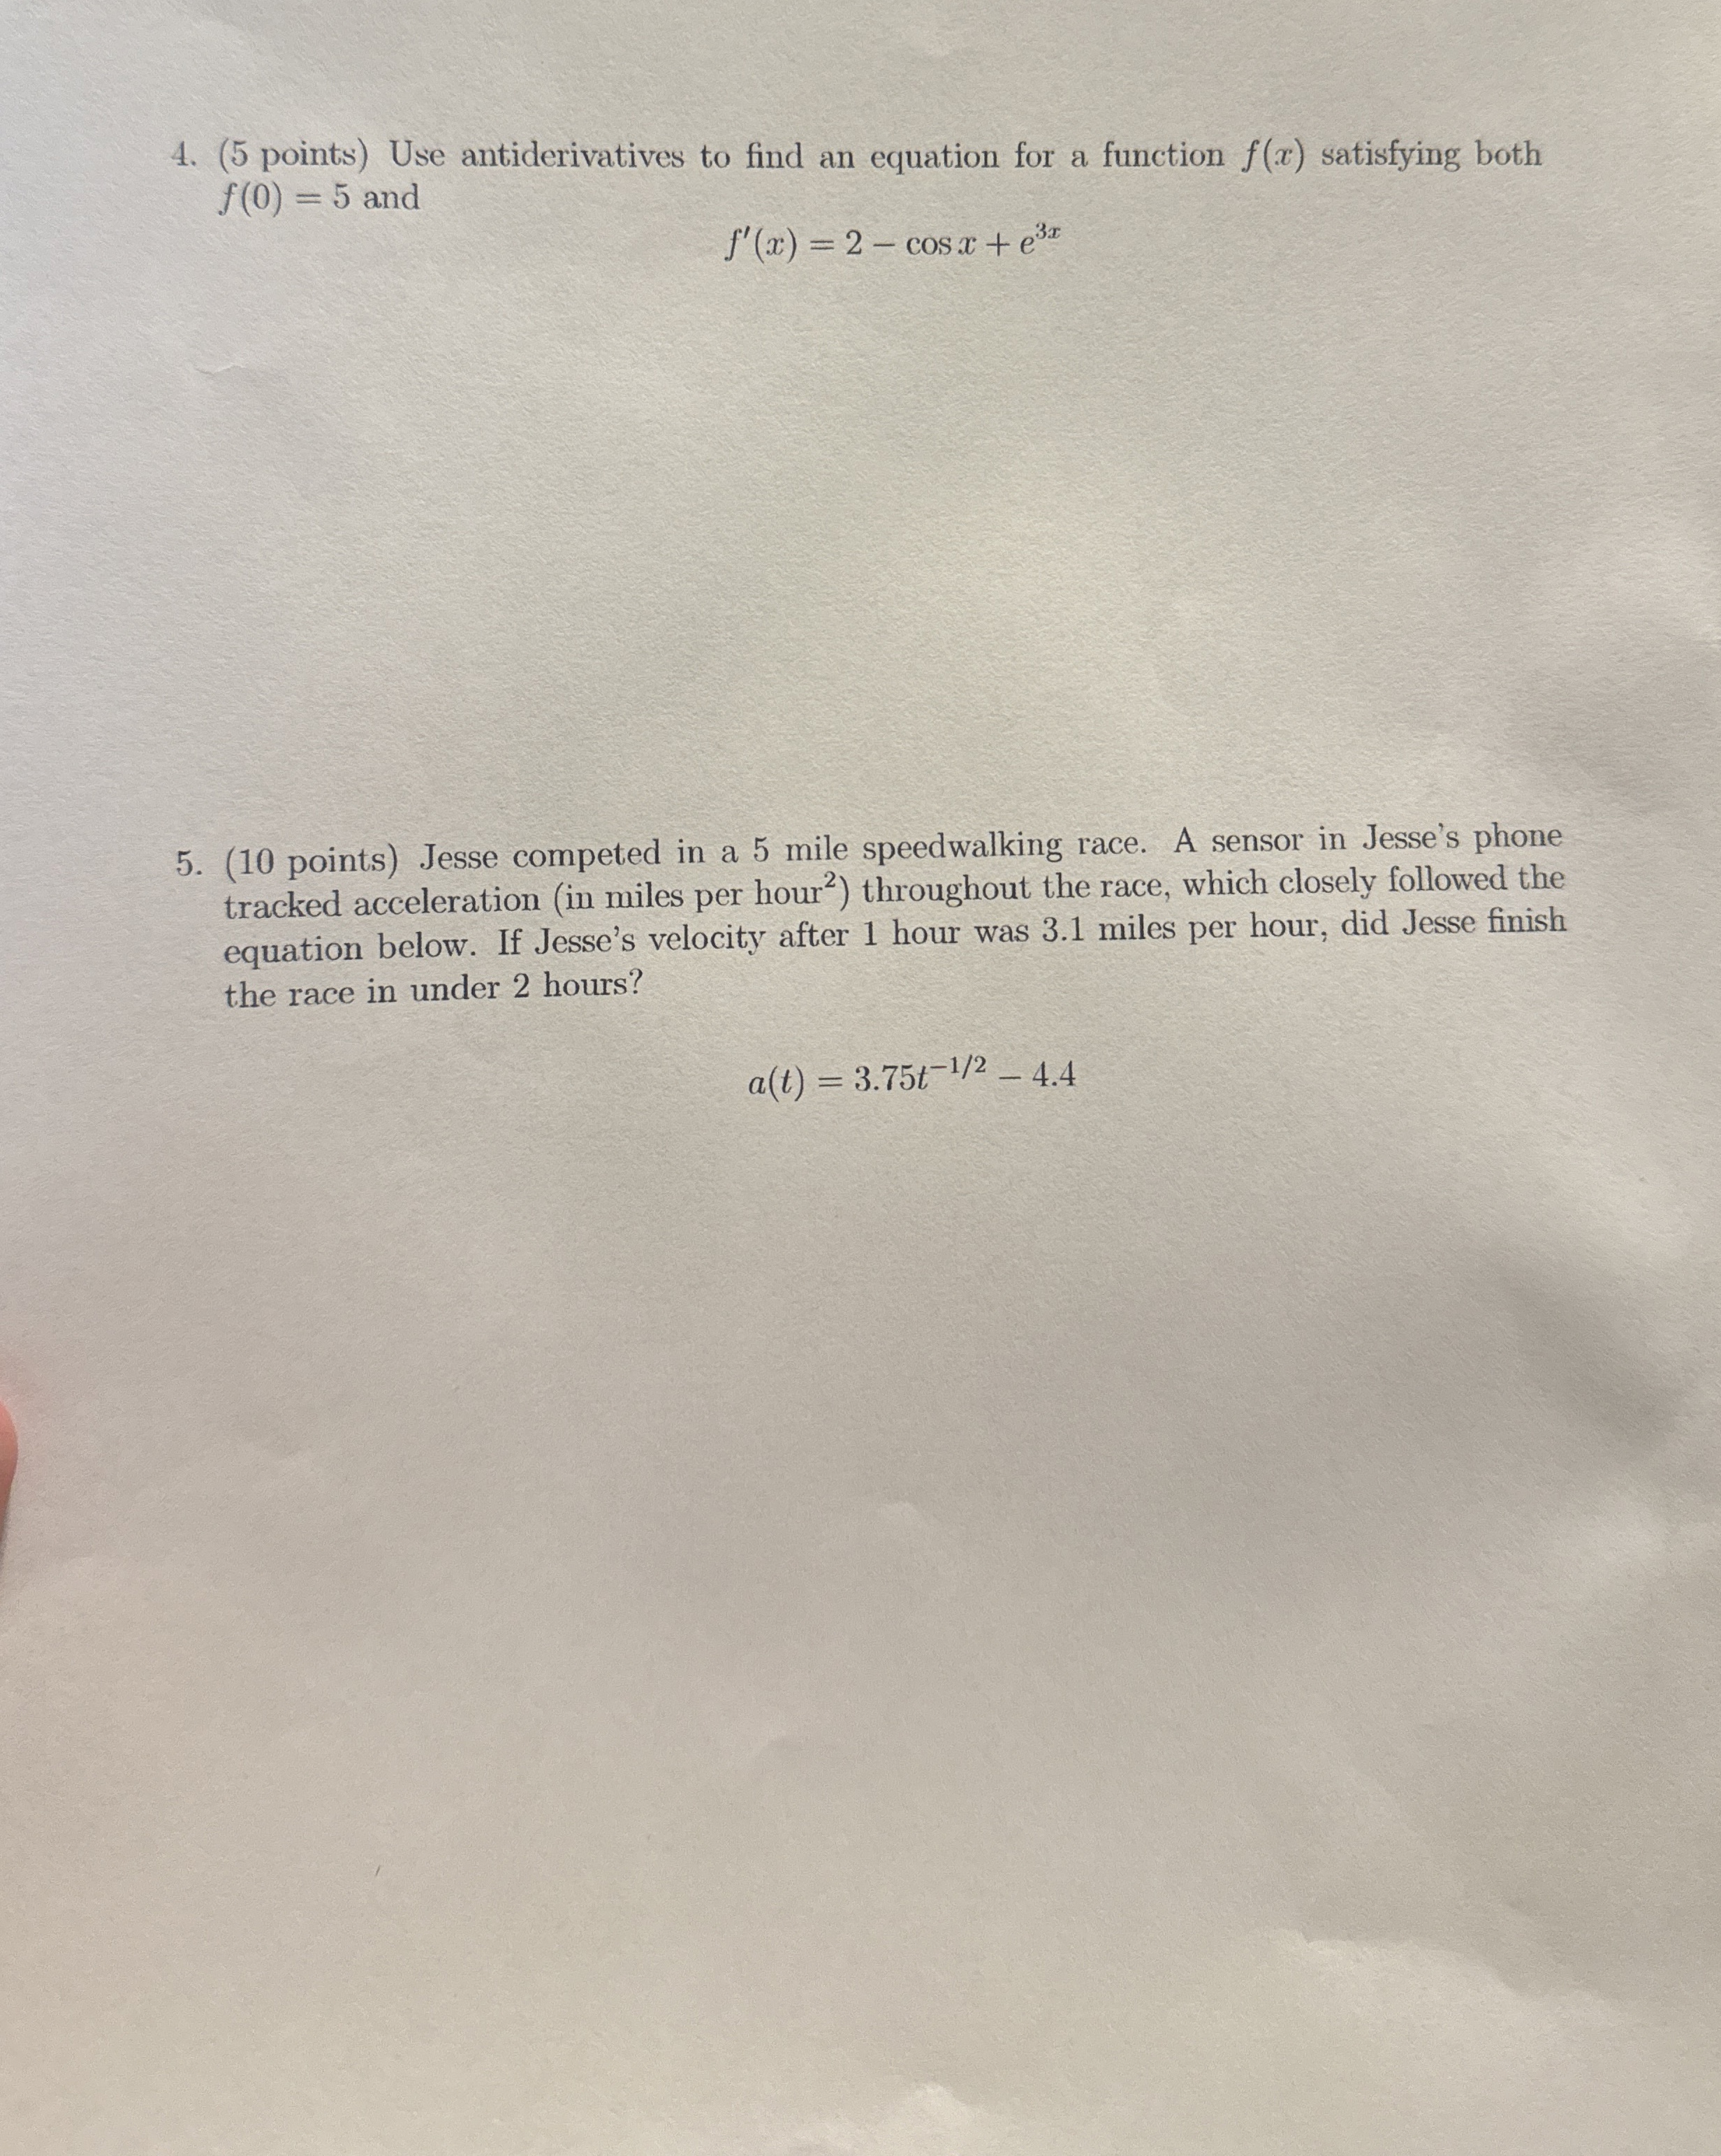 4. (5 points) Use antiderivatives to find an equation for a function f(x) satisfying both
f(0) = 5 and
f′(x) = 2 − cos x + e³ˣ
5. (10 points) Jesse competed in a 5 mile speedwalking race. A sensor in Jesse's phone
tracked acceleration (in miles per hour²) throughout the race, which closely followed the
equation below. If Jesse's velocity after 1 hour was 3.1 miles per hour, did Jesse finish
the race in under 2 hours?
a(t) = 3.75t⁻¹/² − 4.4